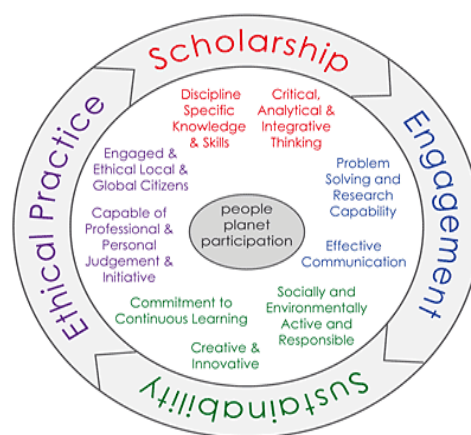 Scholarship
Discipline
Specific
Knowledge
& Skills
Critical,
Analytical &
Integrative
Thinking
Engagement
Problem
Solving and
Research
Capability
Effective
Communication
Sustainability
Socially and
Environmentally
Active and
Responsible
Creative &
Innovative
Commitment to
Continuous Learning
Ethical Practice
Capable of
Professional &
Personal
Judgement &
Initiative
Engaged &
Ethical Local &
Global Citizens
people
planet
participation